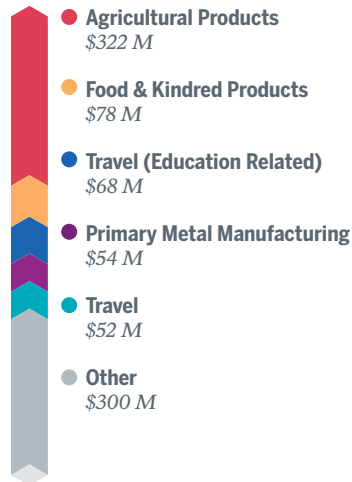 Agricultural Products
$322 M
Food & Kindred Products
$78 M
Travel (Education Related)
$68 M
Primary Metal Manufacturing
$54 M
Travel
$52 M
Other
$300 M